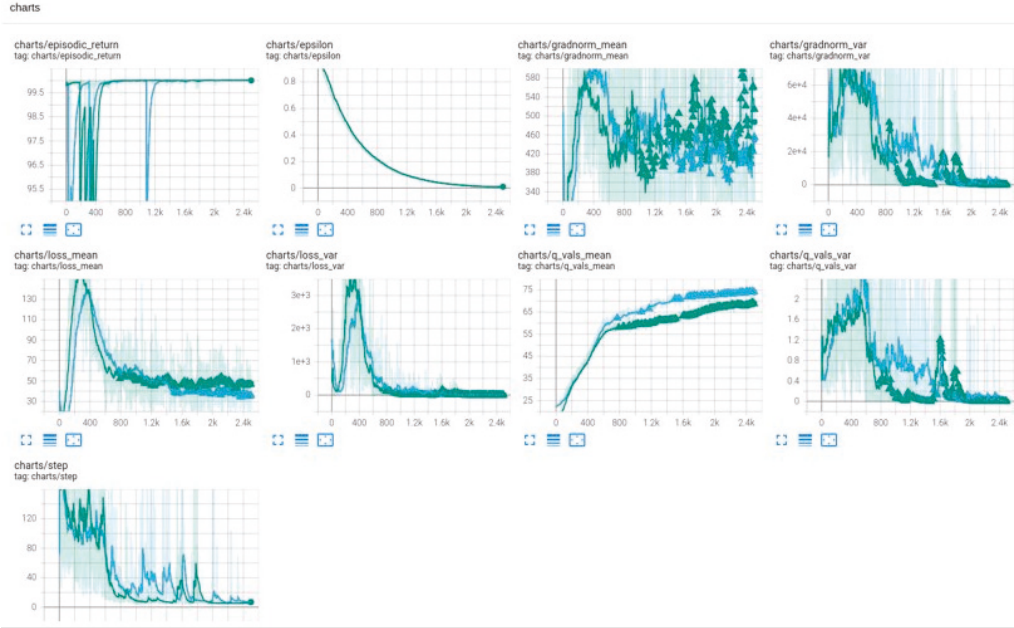 charts
charts/episodic_return
tag: charts/episodic_return
99.5
98.5
97.5
96.5
95.5
0 400 800 1.2k 1.6k 2.4k
charts/epsilon
tag: charts/epsilon
0.8
0.6
0.4
0.2
0
0 400 800 1.2k 1.6k 2.4k
charts/gradnorm_mean
tag: charts/gradnorm_mean
580
540
500
460
420
380
340
0 400 800 1.2k 1.6k 2.4k
charts/gradnorm_var
tag: charts/gradnorm_var
6e+4
4e+4
2e+4
0
0 400 800 1.2k 1.6k 2.4k
charts/loss_mean
tag: charts/loss_mean
130
110
90
70
50
30
0 400 800 1.2k 1.6k 2.4k
charts/loss_var
tag: charts/loss_var
3e+3
2e+3
1e+3
0
0 400 800 1.2k 1.6k 2.4k
charts/q_vals_mean
tag: charts/q_vals_mean
75
65
55
45
35
25
0 400 800 1.2k 1.6k 2.4k
charts/q_vals_var
tag: charts/q_vals_var
2
1.6
1.2
0.8
0.4
0
0 400 800 1.2k 1.6k 2.4k
charts/step
tag: charts/step
120
80
40
0